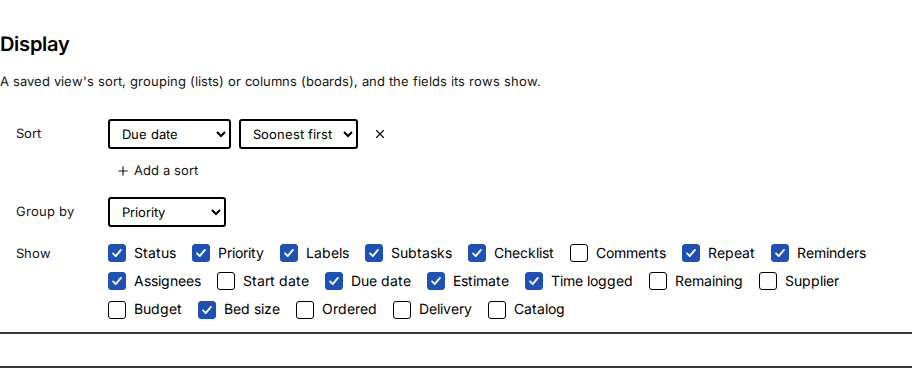 Display
A saved view's sort, grouping (lists) or columns (boards), and the fields its rows show.
Sort Due date Soonest first ×
+ Add a sort
Group by Priority
Show Status Priority Labels Subtasks Checklist Comments Repeat Reminders
Assignees Start date Due date Estimate Time logged Remaining Supplier
Budget Bed size Ordered Delivery Catalog